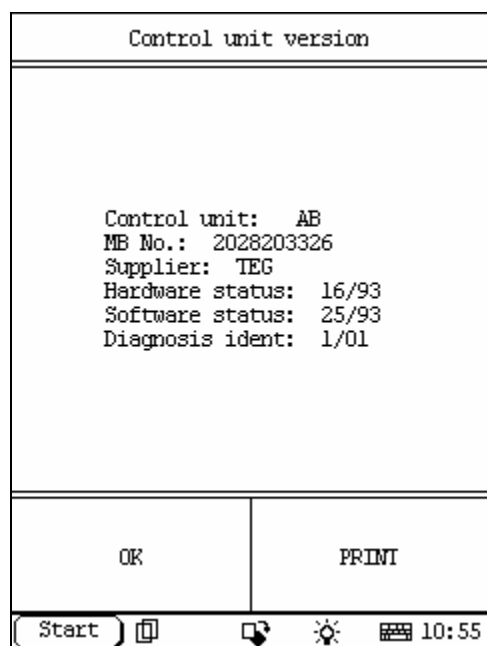 Control unit version
Control unit: AB
MB No.: 2028203326
Supplier: TEG
Hardware status: 16/93
Software status: 25/93
Diagnosis ident: 1/01
OK
PRINT
Start
10:55